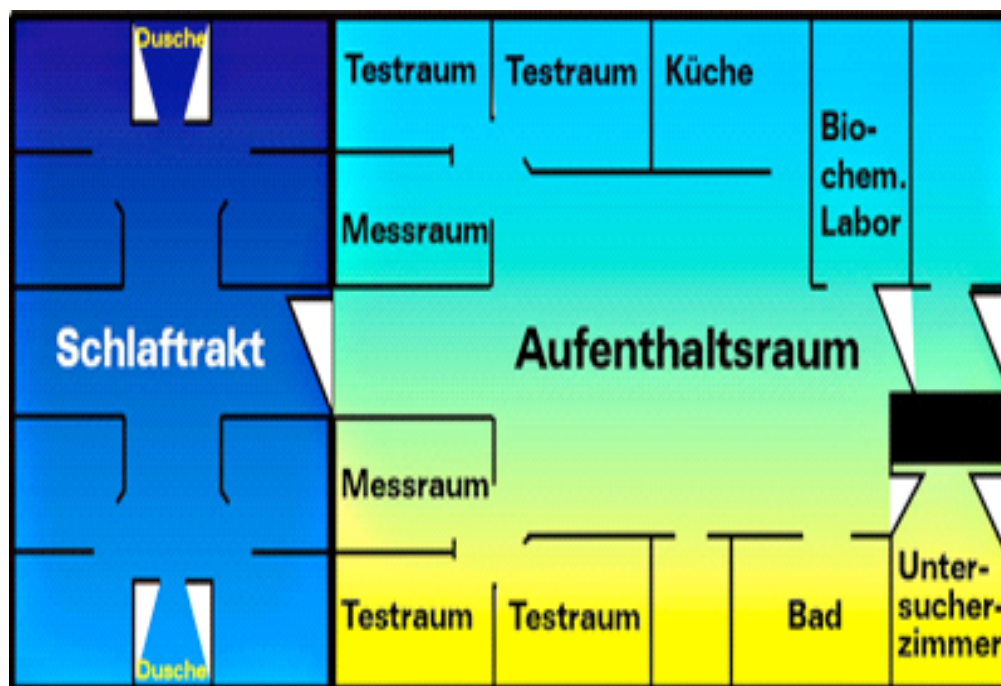 Dusche
Testraum
Testraum
Küche
Bio-
chem.
Labor
Messraum
Schlaftrakt
Aufenthaltsraum
Messraum
Testraum
Testraum
Bad
Unter-
sucher-
zimmer
Dusche